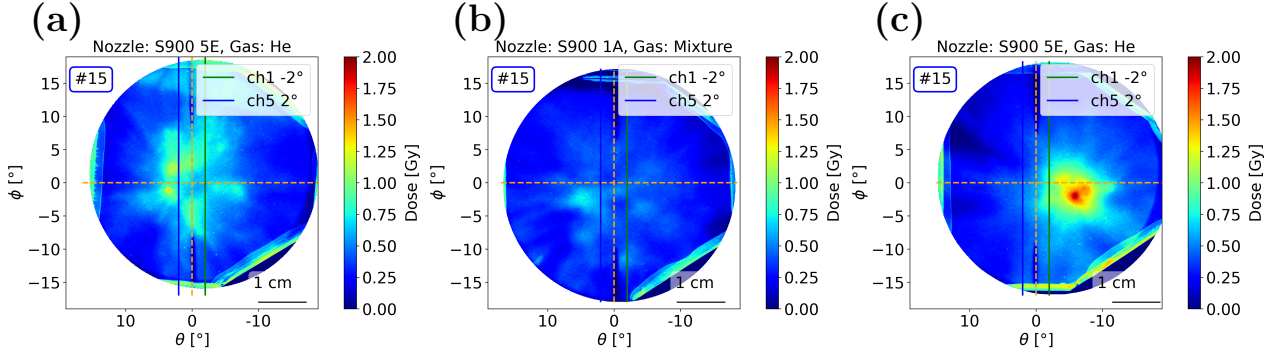 (a)
Nozzle: S900 5E, Gas: He
#15
ch1 -2°
ch5 2°
15
10
5
0
−5
−10
−15
ϕ [°]
10
0
-10
θ [°]
1 cm
2.00
1.75
1.50
1.25
1.00
0.75
0.50
0.25
0.00
Dose [Gy]
(b)
Nozzle: S900 1A, Gas: Mixture
#15
ch1 -2°
ch5 2°
15
10
5
0
−5
−10
−15
ϕ [°]
10
0
-10
θ [°]
1 cm
2.00
1.75
1.50
1.25
1.00
0.75
0.50
0.25
0.00
Dose [Gy]
(c)
Nozzle: S900 5E, Gas: He
#15
ch1 -2°
ch5 2°
15
10
5
0
−5
−10
−15
ϕ [°]
10
0
-10
θ [°]
1 cm
2.00
1.75
1.50
1.25
1.00
0.75
0.50
0.25
0.00
Dose [Gy]